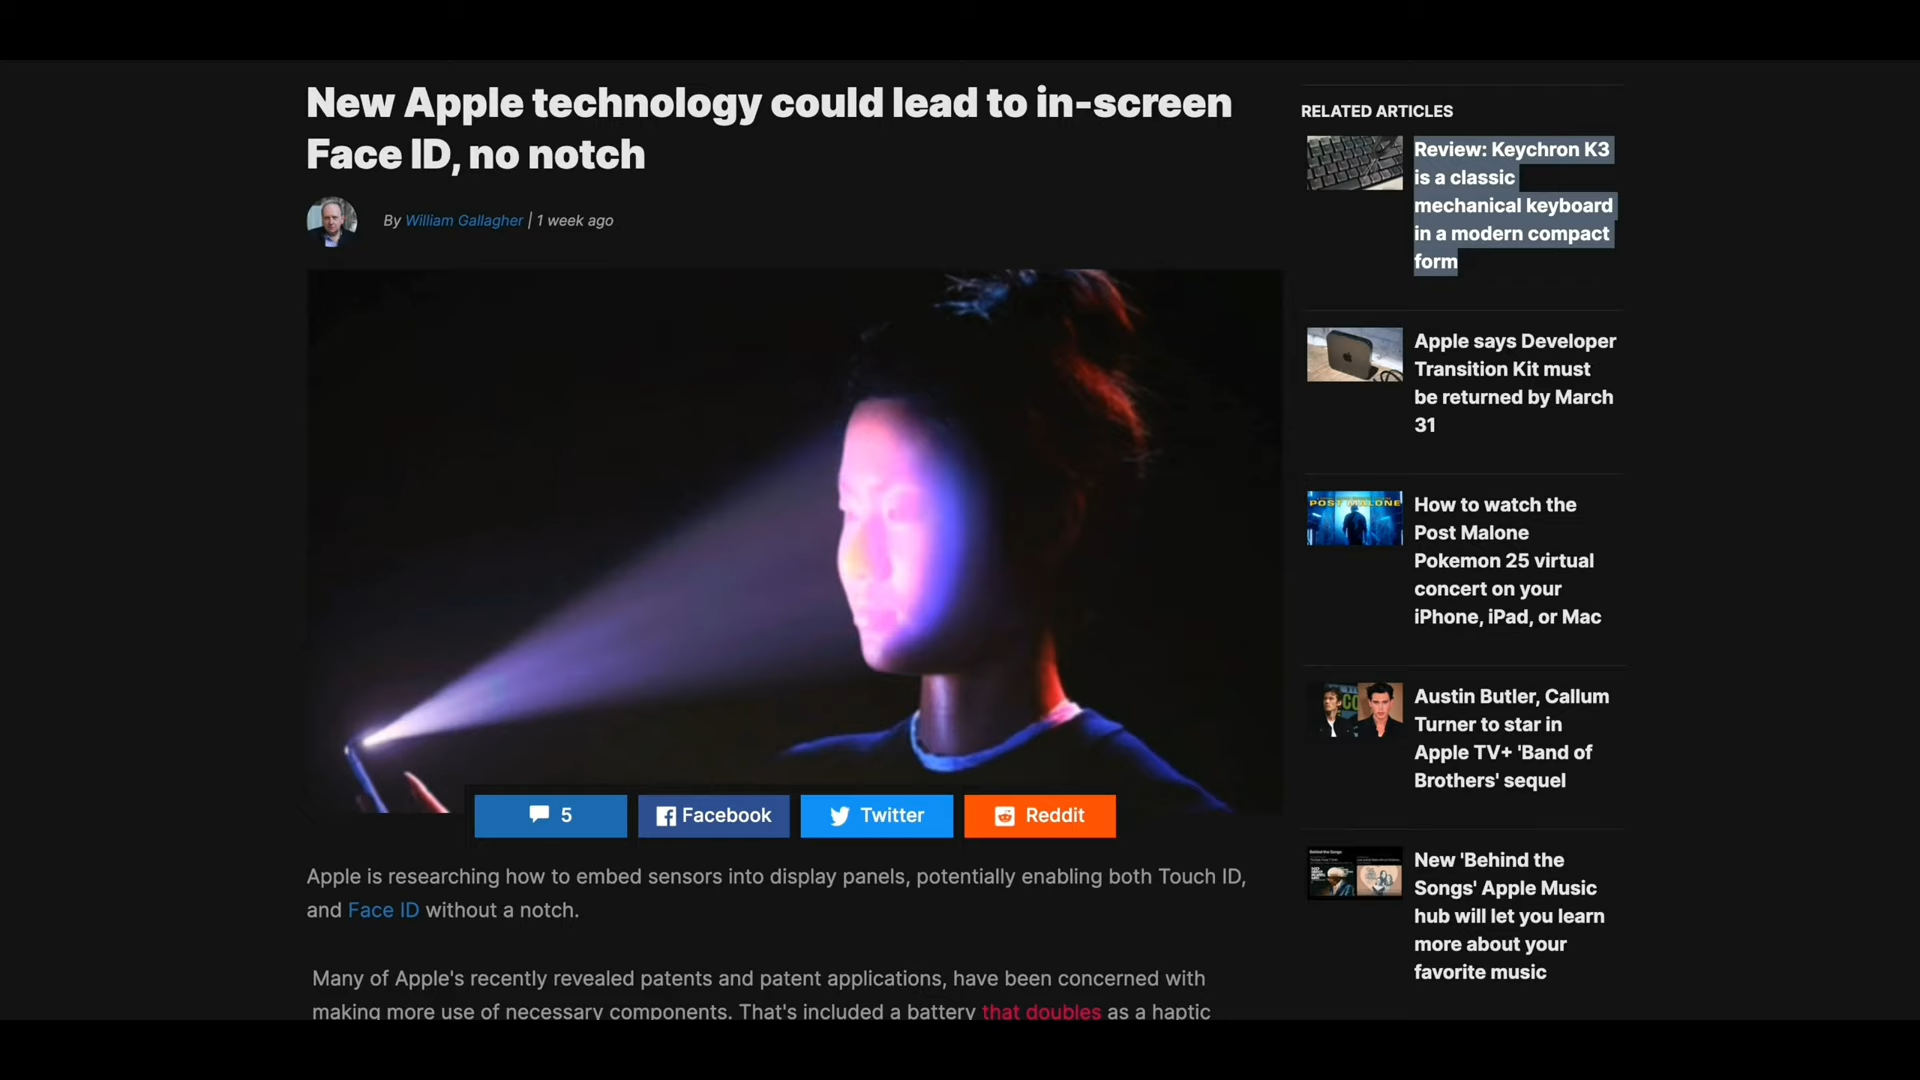 New Apple technology could lead to in-screen
Face ID, no notch
By William Gallagher | 1 week ago
5
Facebook
Twitter
Reddit
Apple is researching how to embed sensors into display panels, potentially enabling both Touch ID,
and Face ID without a notch.
Many of Apple's recently revealed patents and patent applications, have been concerned with
making more use of necessary components. That's included a battery that doubles as a haptic
RELATED ARTICLES
Review: Keychron K3
is a classic
mechanical keyboard
in a modern compact
form
Apple says Developer
Transition Kit must
be returned by March
31
POST MALONE
How to watch the
Post Malone
Pokemon 25 virtual
concert on your
iPhone, iPad, or Mac
Austin Butler, Callum
Turner to star in
Apple TV+ 'Band of
Brothers' sequel
New 'Behind the
Songs' Apple Music
hub will let you learn
more about your
favorite music